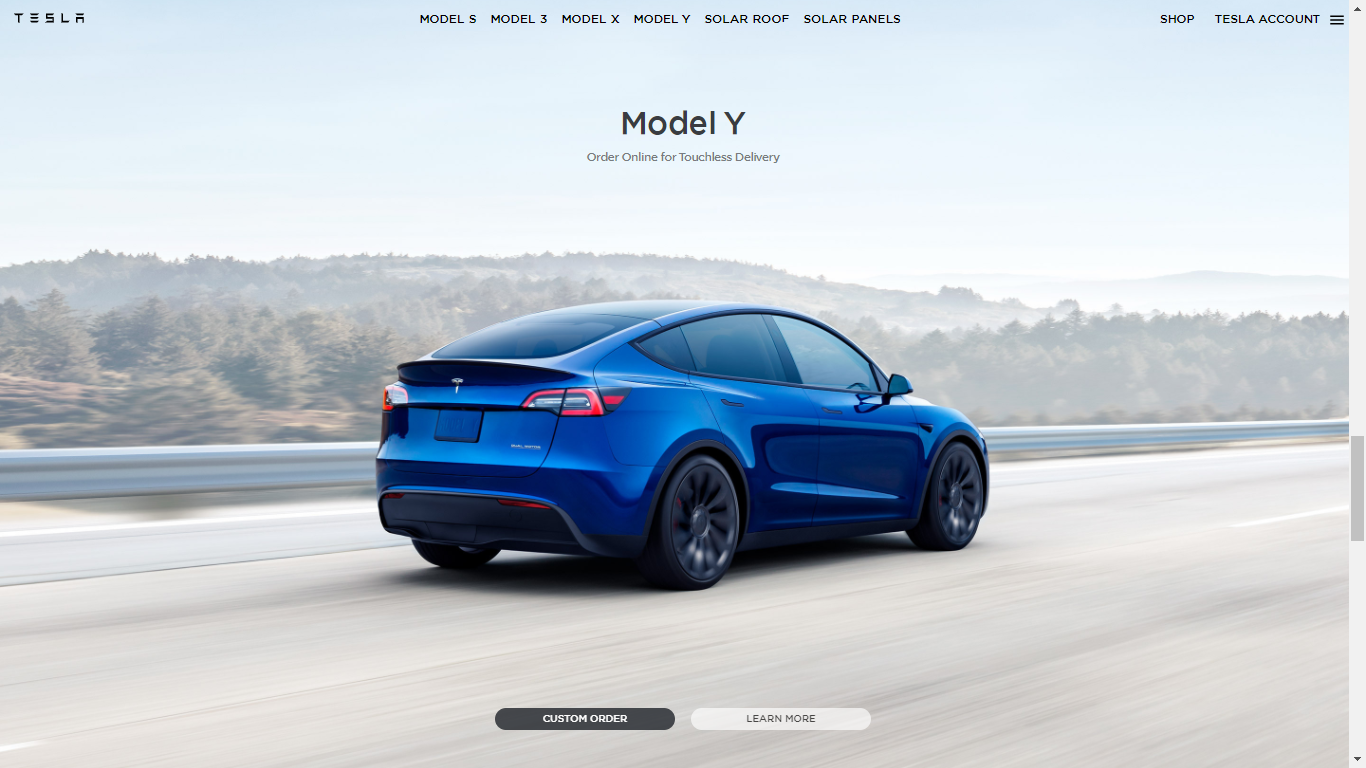 TESLA
MODEL S MODEL 3 MODEL X MODEL Y SOLAR ROOF SOLAR PANELS
SHOP TESLA ACCOUNT
Model Y
Order Online for Touchless Delivery
DUAL MOTOR
CUSTOM ORDER LEARN MORE